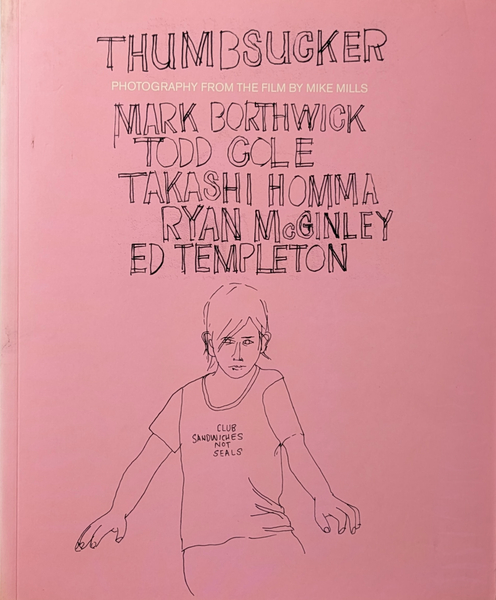 THUMBSUCKER
PHOTOGRAPHY FROM THE FILM BY MIKE MILLS
MARK BORTHWICK
TODD COLE
TAKASHI HOMMA
RYAN McGINLEY
ED TEMPLETON
CLUB
SANDWICHES
NOT
SEALS